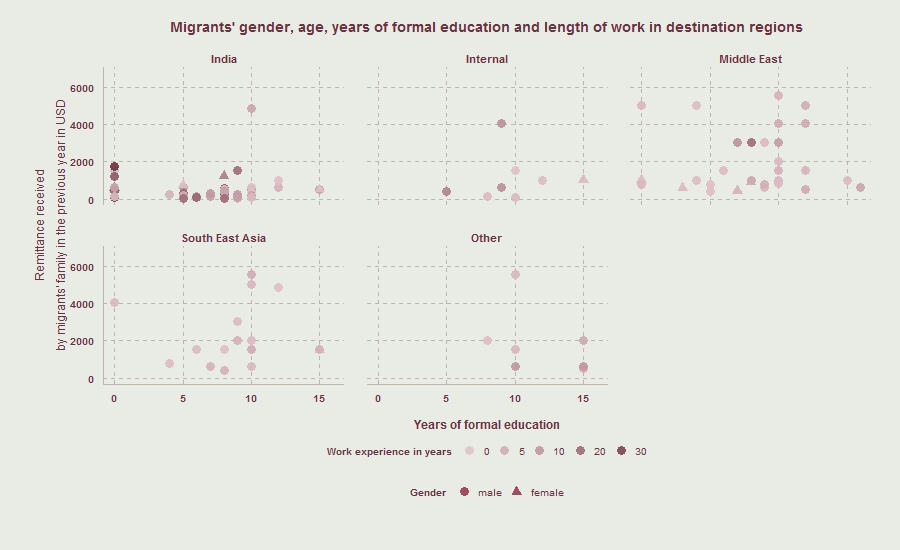 Migrants' gender, age, years of formal education and length of work in destination regions
India Internal Middle East
6000
4000
2000
0
Remittance received
by migrants' family in the previous year in USD
South East Asia Other
6000
4000
2000
0
0 5 10 15 0 5 10 15
Years of formal education
Work experience in years 0 5 10 20 30
Gender male female